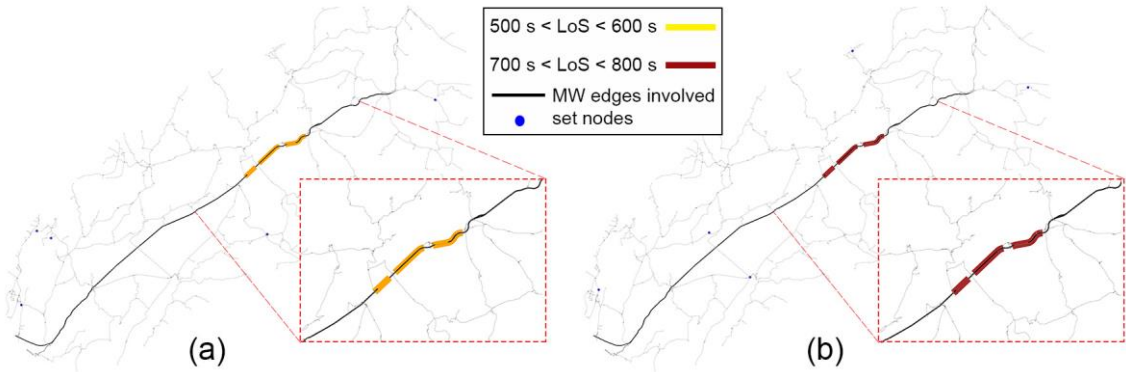 500 s < LoS < 600 s
700 s < LoS < 800 s
MW edges involved
set nodes
(a)
(b)